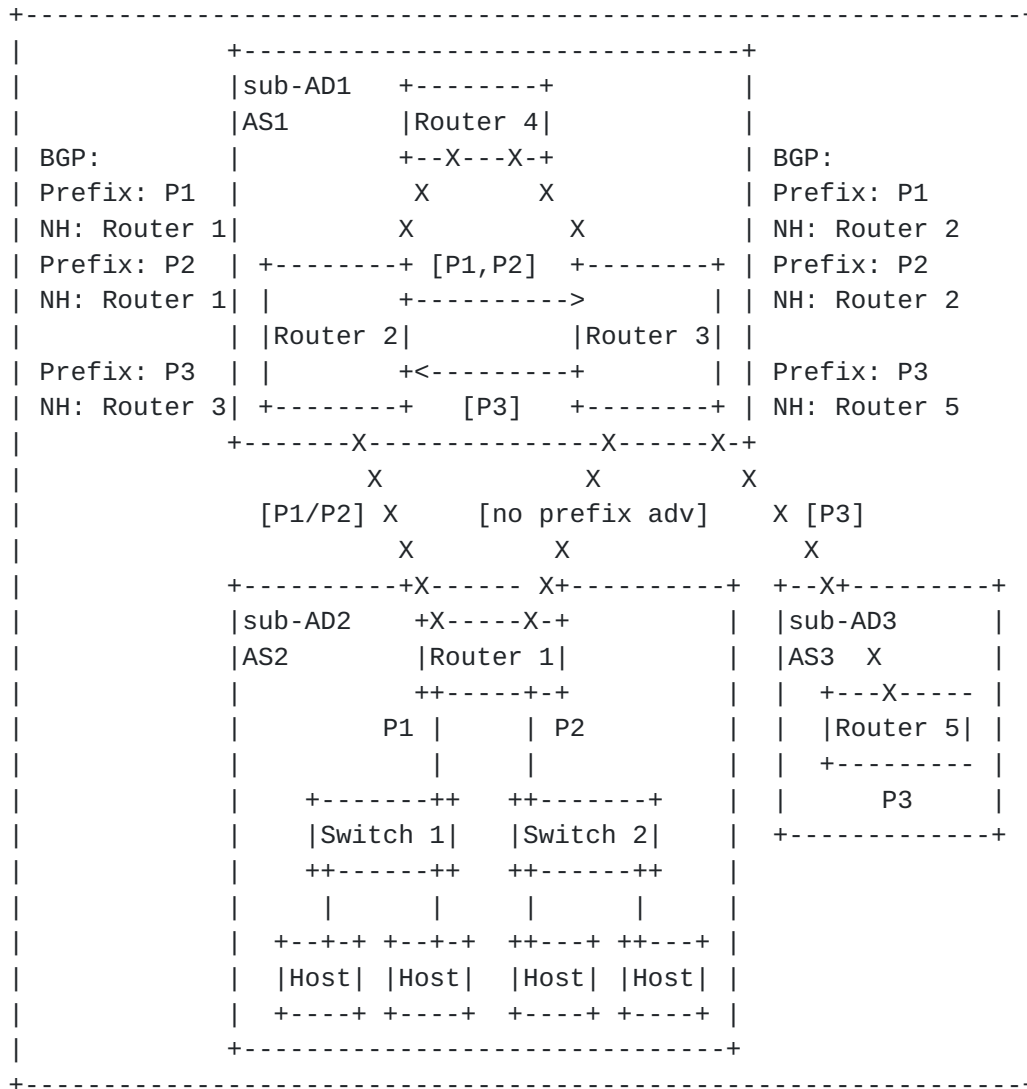 +----------------------------------------------------------------+
|             +---------------------------------+
|             |sub-AD1   +--------+            |
|             |AS1       |Router 4|            |
| BGP:        |          +--X---X-+            | BGP:
| Prefix: P1  |           X       X            | Prefix: P1
| NH: Router 1|          X          X          | NH: Router 2
| Prefix: P2  | +--------+ [P1,P2]  +--------+ | Prefix: P2
| NH: Router 1| |        +---------->        | | NH: Router 2
|             | |Router 2|          |Router 3| |
| Prefix: P3  | |        +<---------+        | | Prefix: P3
| NH: Router 3| +--------+   [P3]   +--------+ | NH: Router 5
|             +-------X---------------X------X-+
|                      X             X         X
|               [P1/P2] X     [no prefix adv]    X [P3]
|                        X         X               X
|             +----------+X------ X+----------+  +--X+---------+
|             |sub-AD2    +X-----X-+          |  |sub-AD3      |
|             |AS2        |Router 1|          |  |AS3  X       |
|             |           ++-----+-+          |  |  +---X----- |
|             |         P1 |     | P2         |  |  |Router 5| |
|             |            |     |            |  |  +--------- |
|             |    +-------++   ++-------+    |  |      P3     |
|             |    |Switch 1|   |Switch 2|    |  +-------------+
|             |    ++------++   ++------++    |
|             |     |      |     |      |     |
|             |  +--+-+ +--+-+  ++---+ ++---+ |
|             |  |Host| |Host|  |Host| |Host| |
|             |  +----+ +----+  +----+ +----+ |
|             +-------------------------------+
+----------------------------------------------------------------+